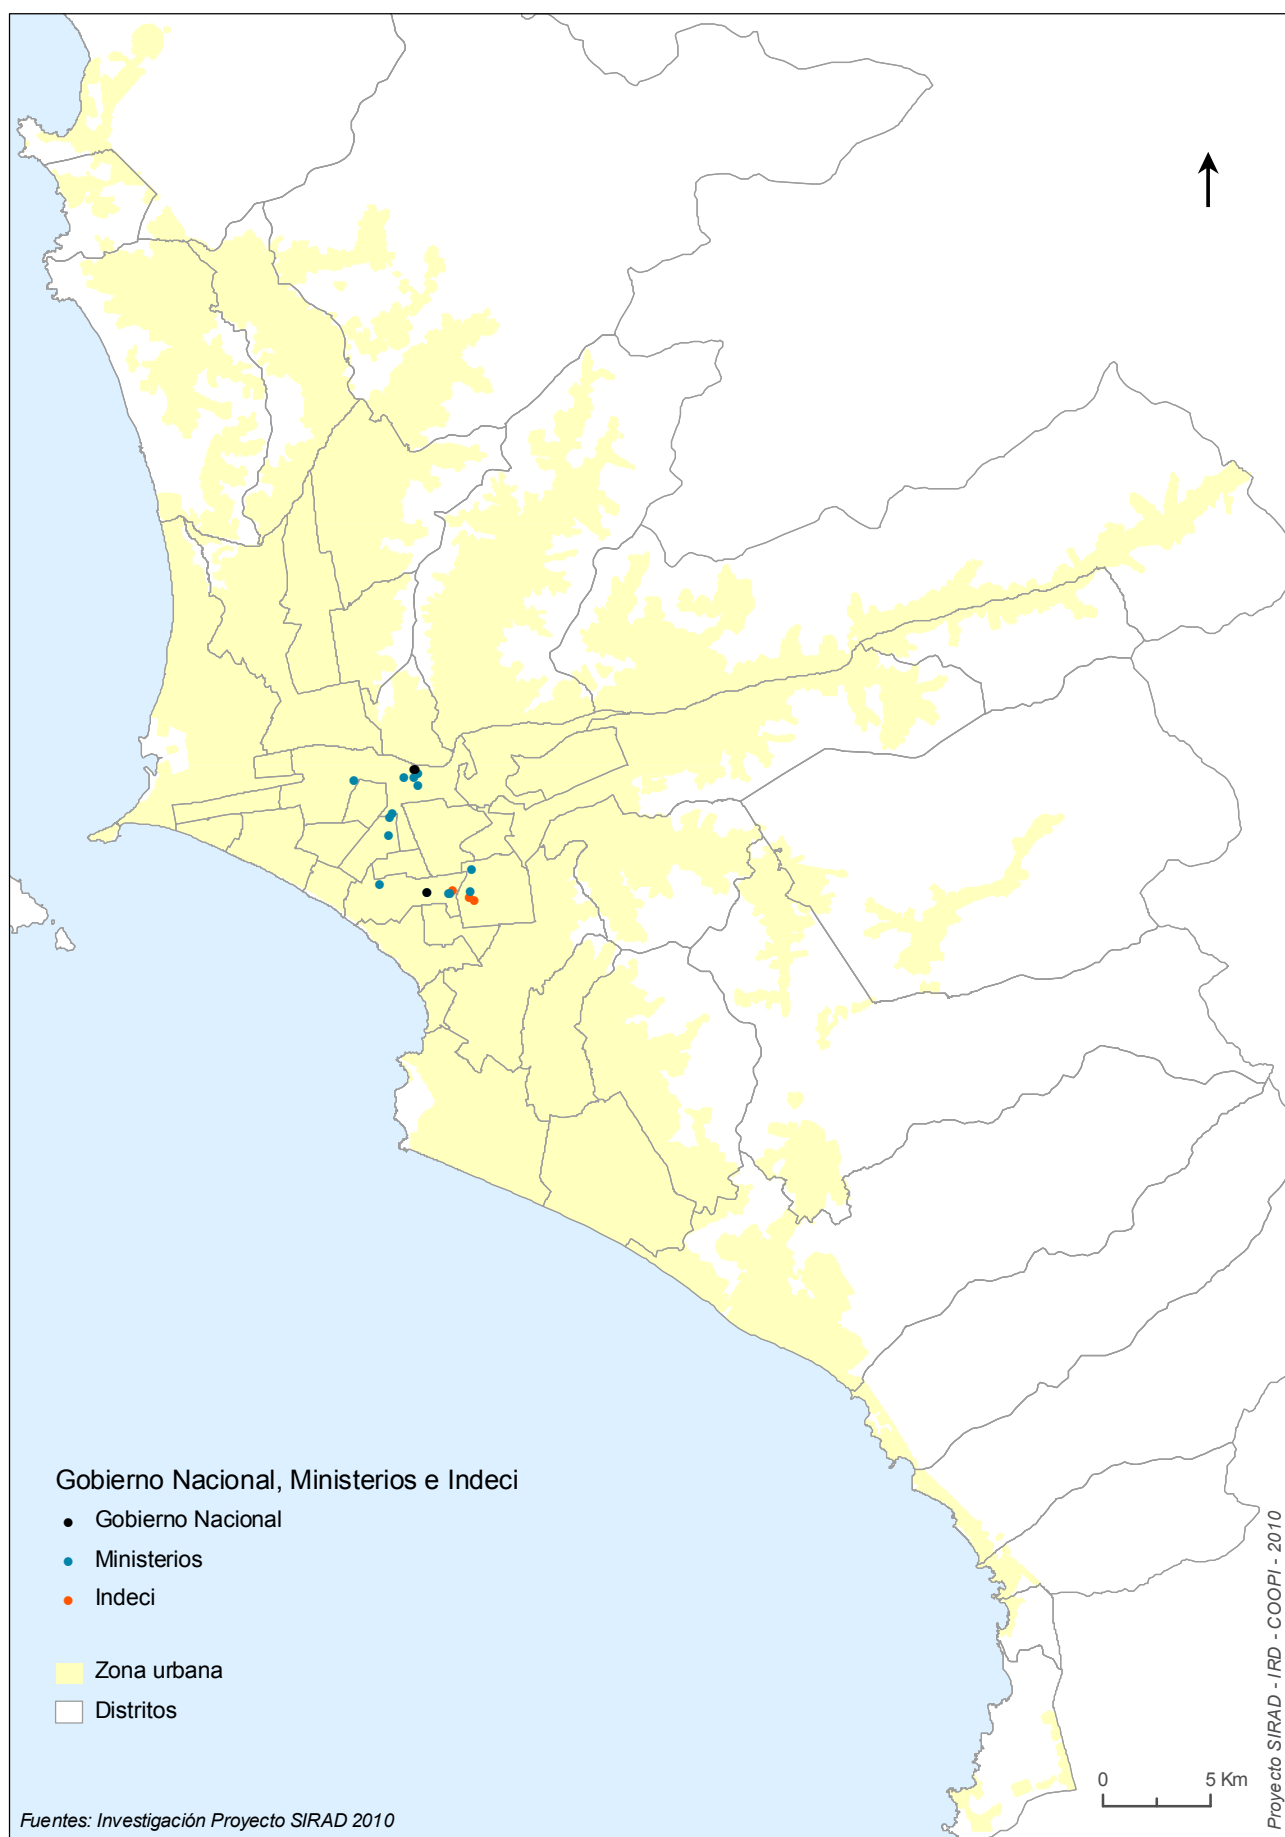 Gobierno Nacional, Ministerios e Indeci
Gobierno Nacional
Ministerios
Indeci
Zona urbana
Distritos
0 5 Km
Fuentes: Investigación Proyecto SIRAD 2010
Proyecto SIRAD - IRD - COOPI - 2010